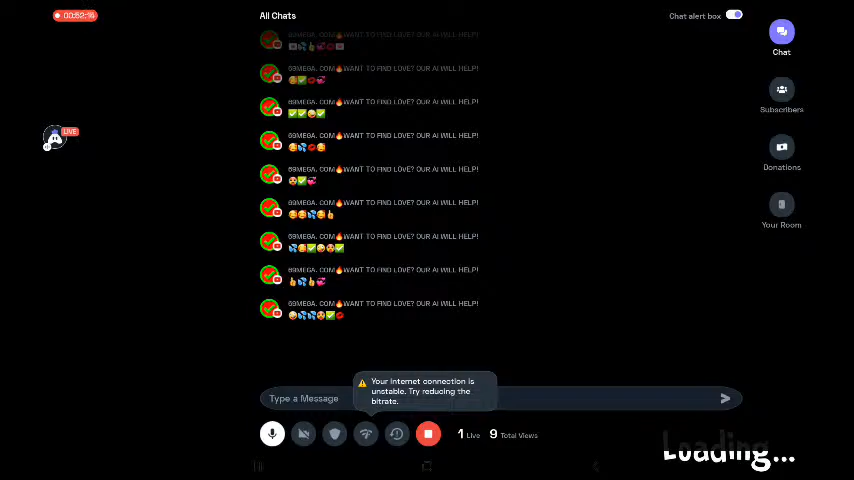 00:52:14
All Chats
Chat alert box
69MEGA. COM🔥WANT TO FIND LOVE? OUR AI WILL HELP!
69MEGA. COM🔥WANT TO FIND LOVE? OUR AI WILL HELP!
69MEGA. COM🔥WANT TO FIND LOVE? OUR AI WILL HELP!
69MEGA. COM🔥WANT TO FIND LOVE? OUR AI WILL HELP!
69MEGA. COM🔥WANT TO FIND LOVE? OUR AI WILL HELP!
69MEGA. COM🔥WANT TO FIND LOVE? OUR AI WILL HELP!
69MEGA. COM🔥WANT TO FIND LOVE? OUR AI WILL HELP!
69MEGA. COM🔥WANT TO FIND LOVE? OUR AI WILL HELP!
69MEGA. COM🔥WANT TO FIND LOVE? OUR AI WILL HELP!
LIVE
Chat
Subscribers
Donations
Your Room
Your Internet connection is
unstable. Try reducing the
bitrate.
Type a Message
1 Live 9 Total Views
Loading...